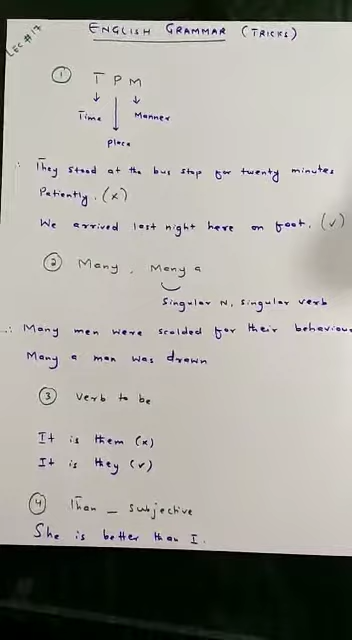 LEC # 17
ENGLISH GRAMMAR (TRICKS)
① T P M
Time Manner
Place
They stood at the bus stop for twenty minutes
Patiently. (x)
We arrived last night here on foot. (✓)
② Many, Many a
Singular N, singular verb
Many men were scolded for their behaviou
Many a man was drawn
③ Verb to be
It is them (x)
It is they (✓)
④ Than _ subjective
She is better than I.